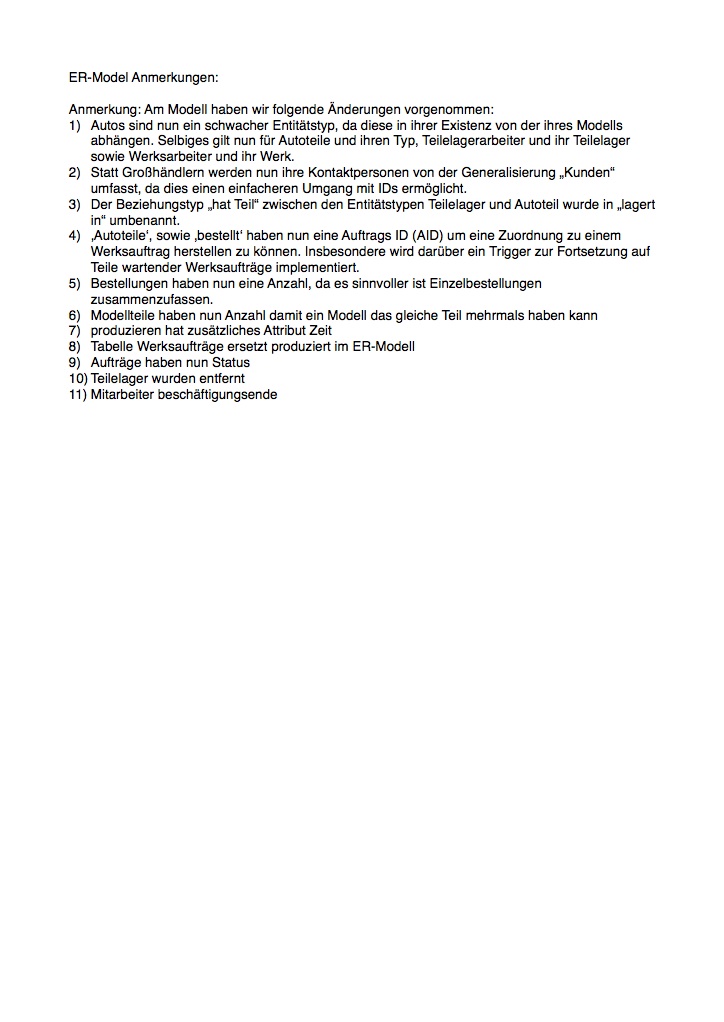 ER-Model Anmerkungen:
Anmerkung: Am Modell haben wir folgende Änderungen vorgenommen:
1) Autos sind nun ein schwacher Entitätstyp, da diese in ihrer Existenz von der ihres Modells
abhängen. Selbiges gilt nun für Autoteile und ihren Typ, Teilelagerarbeiter und ihr Teilelager
sowie Werksarbeiter und ihr Werk.
2) Statt Großhändlern werden nun ihre Kontaktpersonen von der Generalisierung „Kunden“
umfasst, da dies einen einfacheren Umgang mit IDs ermöglicht.
3) Der Beziehungstyp „hat Teil“ zwischen den Entitätstypen Teilelager und Autoteil wurde in „lagert
in“ umbenannt.
4) ‚Autoteile‘, sowie ‚bestellt‘ haben nun eine Auftrags ID (AID) um eine Zuordnung zu einem
Werksauftrag herstellen zu können. Insbesondere wird darüber ein Trigger zur Fortsetzung auf
Teile wartender Werksaufträge implementiert.
5) Bestellungen haben nun eine Anzahl, da es sinnvoller ist Einzelbestellungen
zusammenzufassen.
6) Modellteile haben nun Anzahl damit ein Modell das gleiche Teil mehrmals haben kann
7) produzieren hat zusätzliches Attribut Zeit
8) Tabelle Werksaufträge ersetzt produziert im ER-Modell
9) Aufträge haben nun Status
10) Teilelager wurden entfernt
11) Mitarbeiter beschäftigungsende